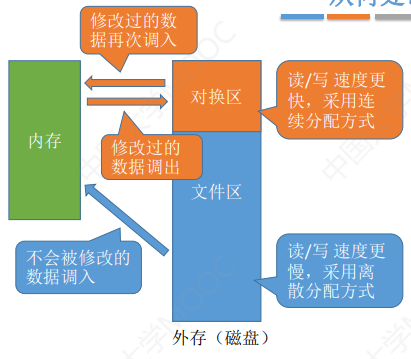 修改过的数
据再次调入
对换区
读/写 速度更
快，采用连
续分配方式
内存
修改过的
数据调出
文件区
不会被修改的
数据调入
读/写 速度更
慢，采用离
散分配方式
外存（磁盘）